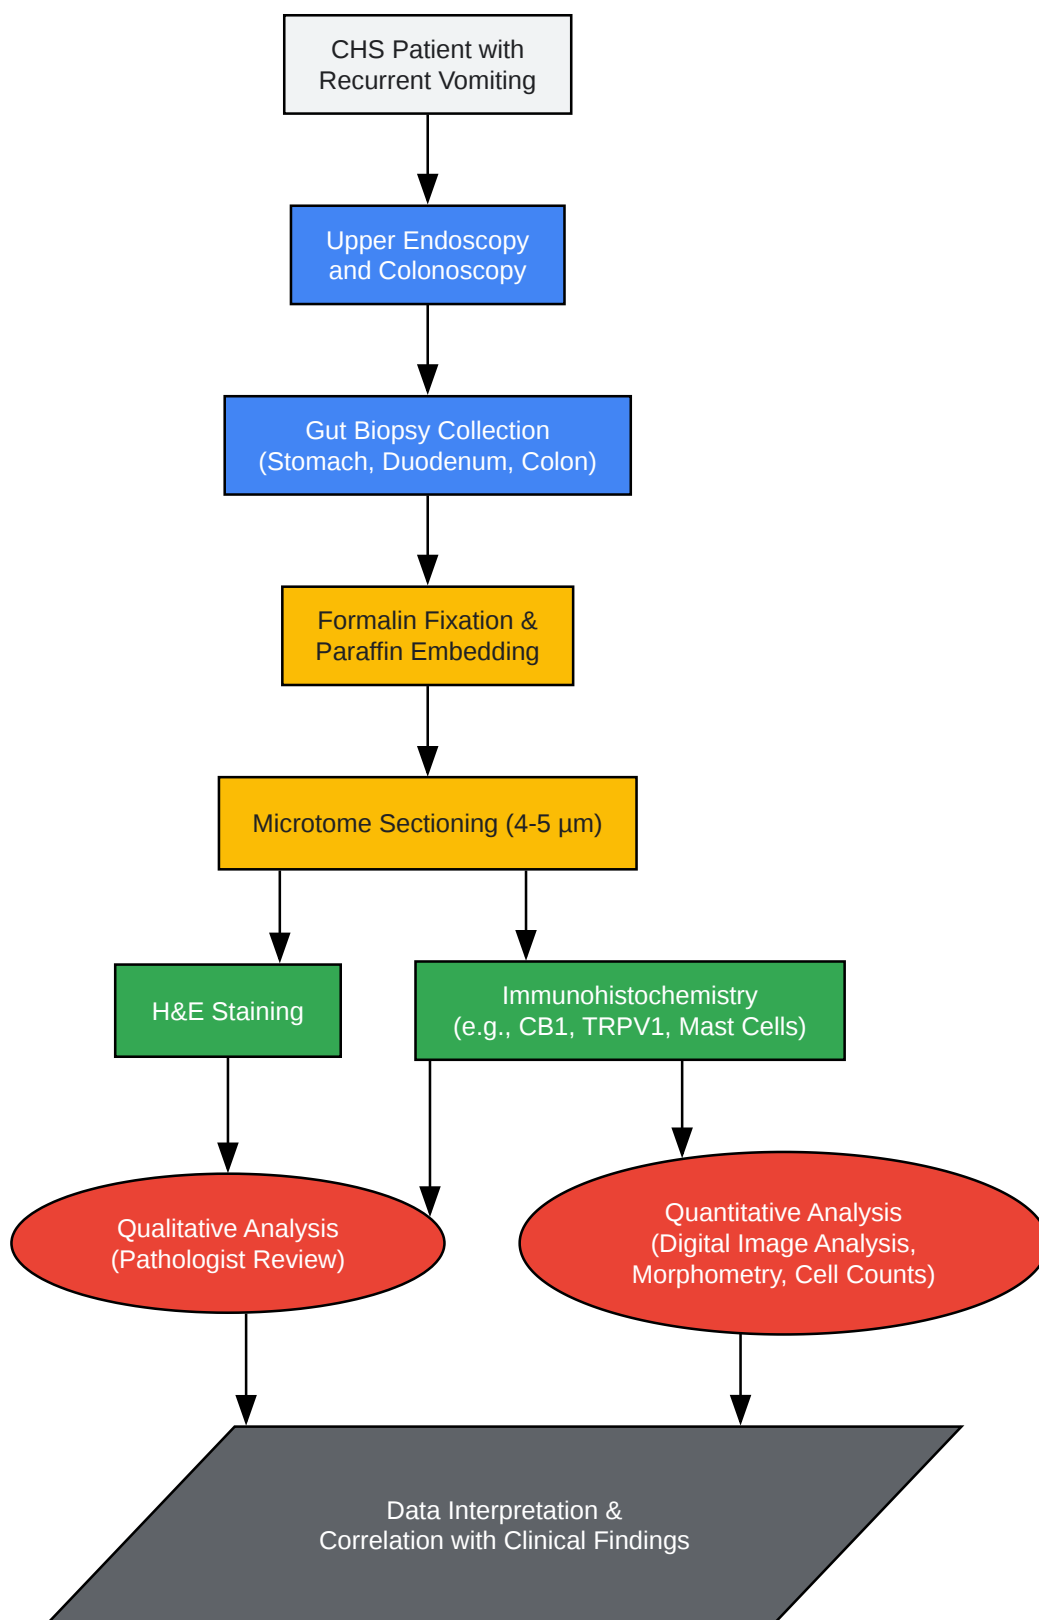 CHS Patient with
Recurrent Vomiting
Upper Endoscopy
and Colonoscopy
Gut Biopsy Collection
(Stomach, Duodenum, Colon)
Formalin Fixation &
Paraffin Embedding
Microtome Sectioning (4-5 µm)
H&E Staining
Immunohistochemistry
(e.g., CB1, TRPV1, Mast Cells)
Qualitative Analysis
(Pathologist Review)
Quantitative Analysis
(Digital Image Analysis,
Morphometry, Cell Counts)
Data Interpretation &
Correlation with Clinical Findings